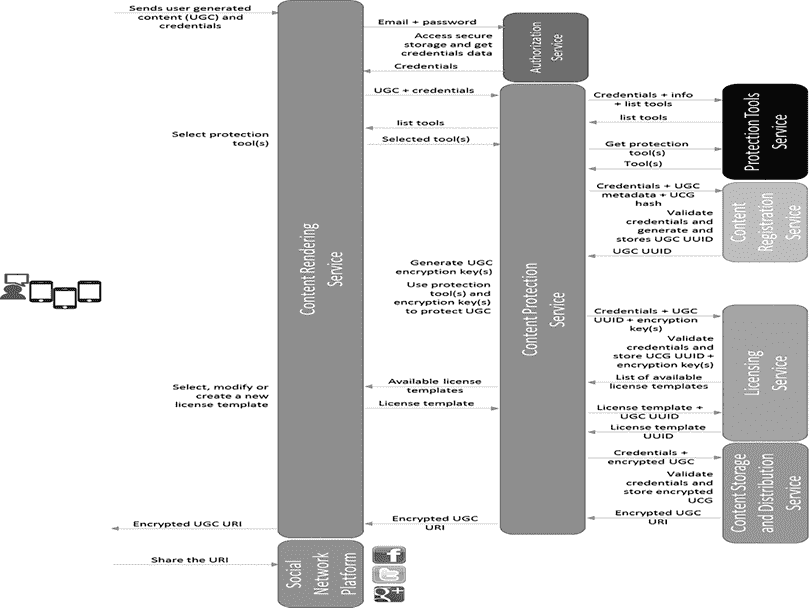 Sends user generated
content (UGC) and
credentials
Email + password
Access secure
storage and get
credentials data
Credentials
Authorization
Service
UGC + credentials
Credentials + info
+ list tools
list tools
list tools
Select protection
tool(s)
Selected tool(s)
Get protection
tool(s)
Tool(s)
Protection Tools
Service
Credentials + UGC
metadata + UCG
hash
Validate
credentials and
generate and
stores UGC UUID
UGC UUID
Content
Registration
Service
Content Rendering
Service
Generate UGC
encryption key(s)
Use protection
tool(s) and
encryption key(s)
to protect UGC
Content Protection
Service
Credentials + UGC
UUID + encryption
key(s)
Validate
credentials and
store UCG UUID +
encryption key(s)
List of available
license templates
Licensing
Service
Available license
templates
Select, modify or
create a new
license template
License template
License template +
UGC UUID
License template
UUID
Credentials +
encrypted UGC
Validate
credentials and
store encrypted
UCG
Encrypted UGC
URI
Content Storage
and Distribution
Service
Encrypted UGC
URI
Encrypted UGC URI
Share the URI
Social
Network
Platform